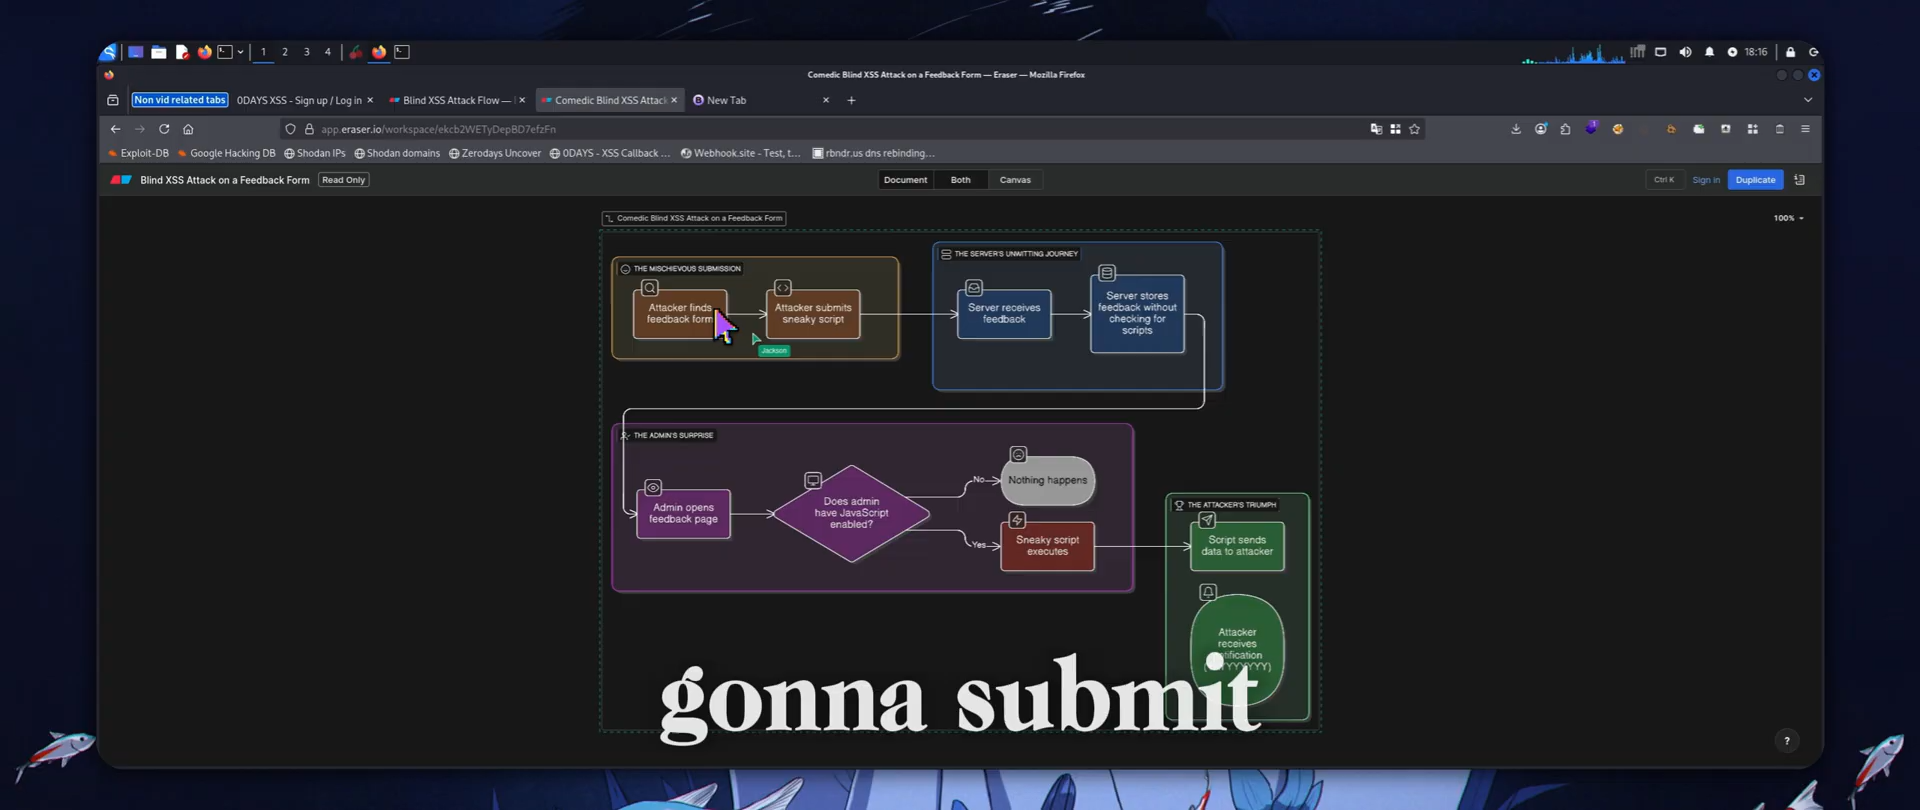 1 2 3 4
18:16
Comedic Blind XSS Attack on a Feedback Form — Eraser — Mozilla Firefox
Non vid related tabs
0DAYS XSS - Sign up / Log in
Blind XSS Attack Flow —
Comedic Blind XSS Attack
New Tab
app.eraser.io/workspace/ekcb2WETyDepBD7efzFn
Exploit-DB
Google Hacking DB
Shodan IPs
Shodan domains
Zerodays Uncover
0DAYS - XSS Callback ...
Webhook.site - Test, t...
rbndr.us dns rebinding...
Blind XSS Attack on a Feedback Form
Read Only
Document
Both
Canvas
Ctrl K
Sign in
Duplicate
Comedic Blind XSS Attack on a Feedback Form
100%
THE MISCHIEVOUS SUBMISSION
Attacker finds
feedback form
Attacker submits
sneaky script
Jackson
THE SERVER'S UNWITTING JOURNEY
Server receives
feedback
Server stores
feedback without
checking for
scripts
THE ADMIN'S SURPRISE
Admin opens
feedback page
Does admin
have JavaScript
enabled?
No
Nothing happens
Yes
Sneaky script
executes
THE ATTACKER'S TRIUMPH
Script sends
data to attacker
Attacker
receives
gonna submit
?